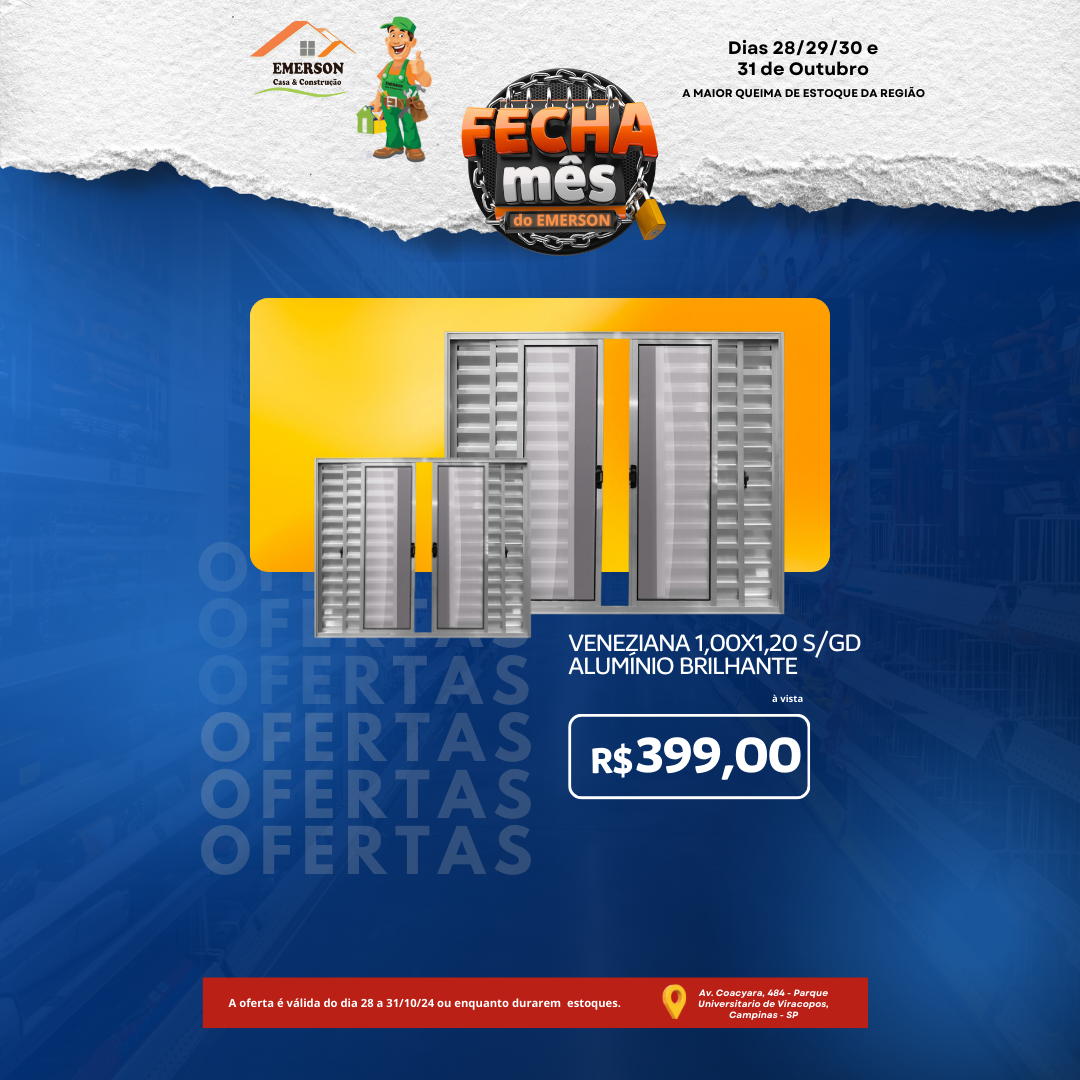 EMERSON
Casa & Construção
Dias 28/29/30 e
31 de Outubro
A MAIOR QUEIMA DE ESTOQUE DA REGIÃO
FECHA
mês
do EMERSON
OFERTAS
OFERTAS
OFERTAS
OFERTAS
OFERTAS
VENEZIANA 1,00X1,20 S/GD
ALUMÍNIO BRILHANTE
à vista
R$399,00
A oferta é válida do dia 28 a 31/10/24 ou enquanto durarem estoques.
Av. Coacyara, 484 - Parque
Universitario de Viracopos,
Campinas - SP